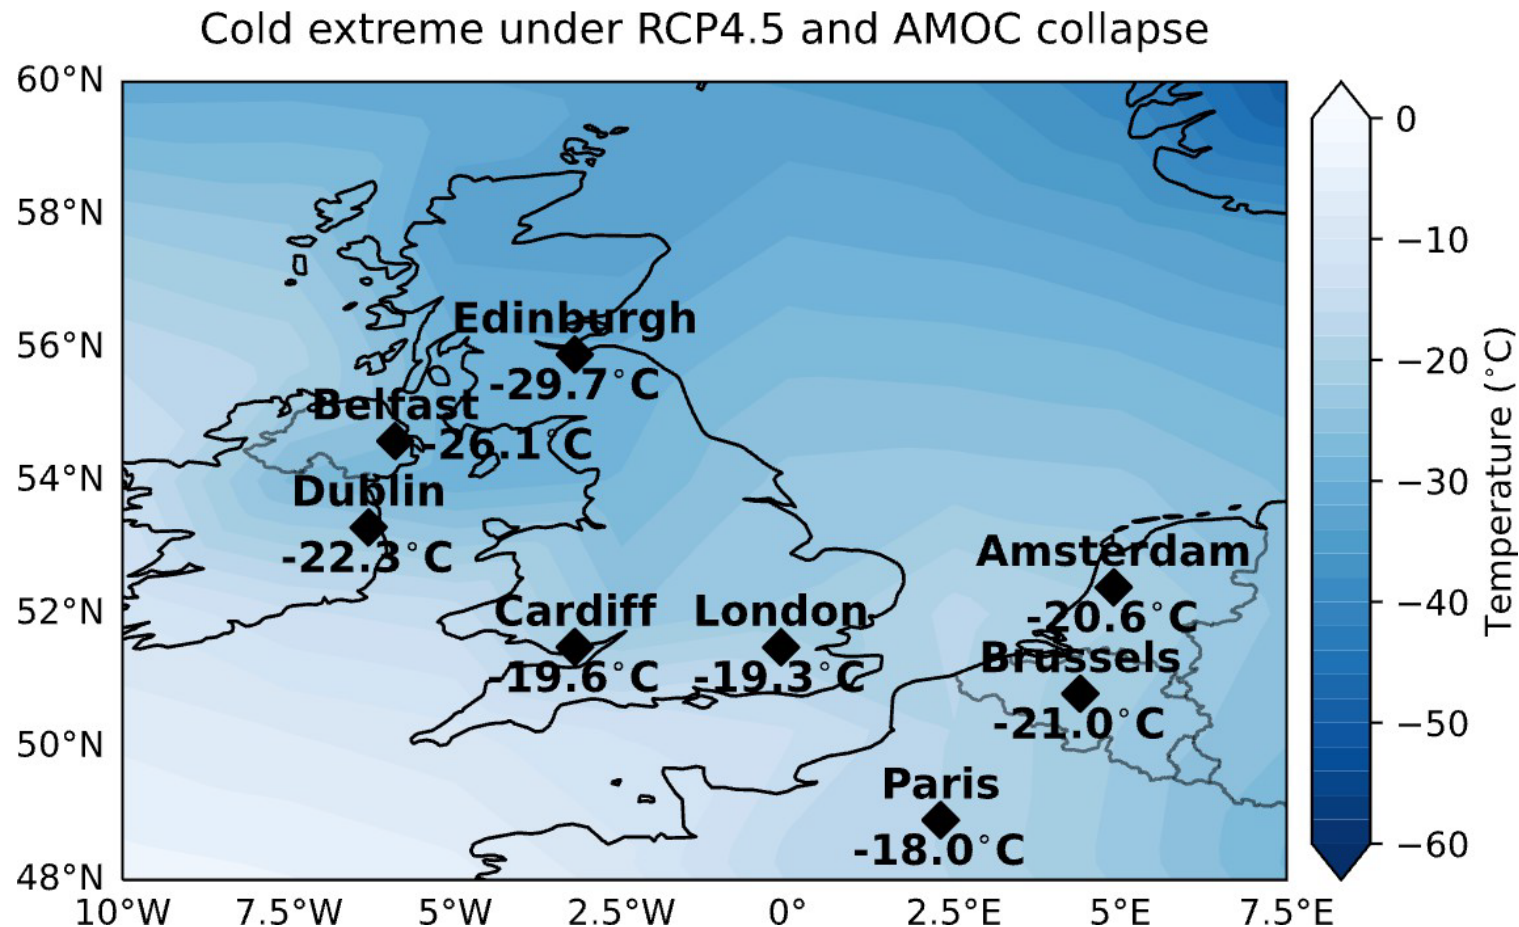 Cold extreme under RCP4.5 and AMOC collapse
60°N
58°N
56°N
54°N
52°N
50°N
48°N
10°W
7.5°W
5°W
2.5°W
0°
2.5°E
5°E
7.5°E
Edinburgh
-29.7°C
Belfast
-26.1°C
Dublin
-22.3°C
Cardiff
-19.6°C
London
-19.3°C
Amsterdam
-20.6°C
Brussels
-21.0°C
Paris
-18.0°C
0
−10
−20
−30
−40
−50
−60
Temperature (°C)